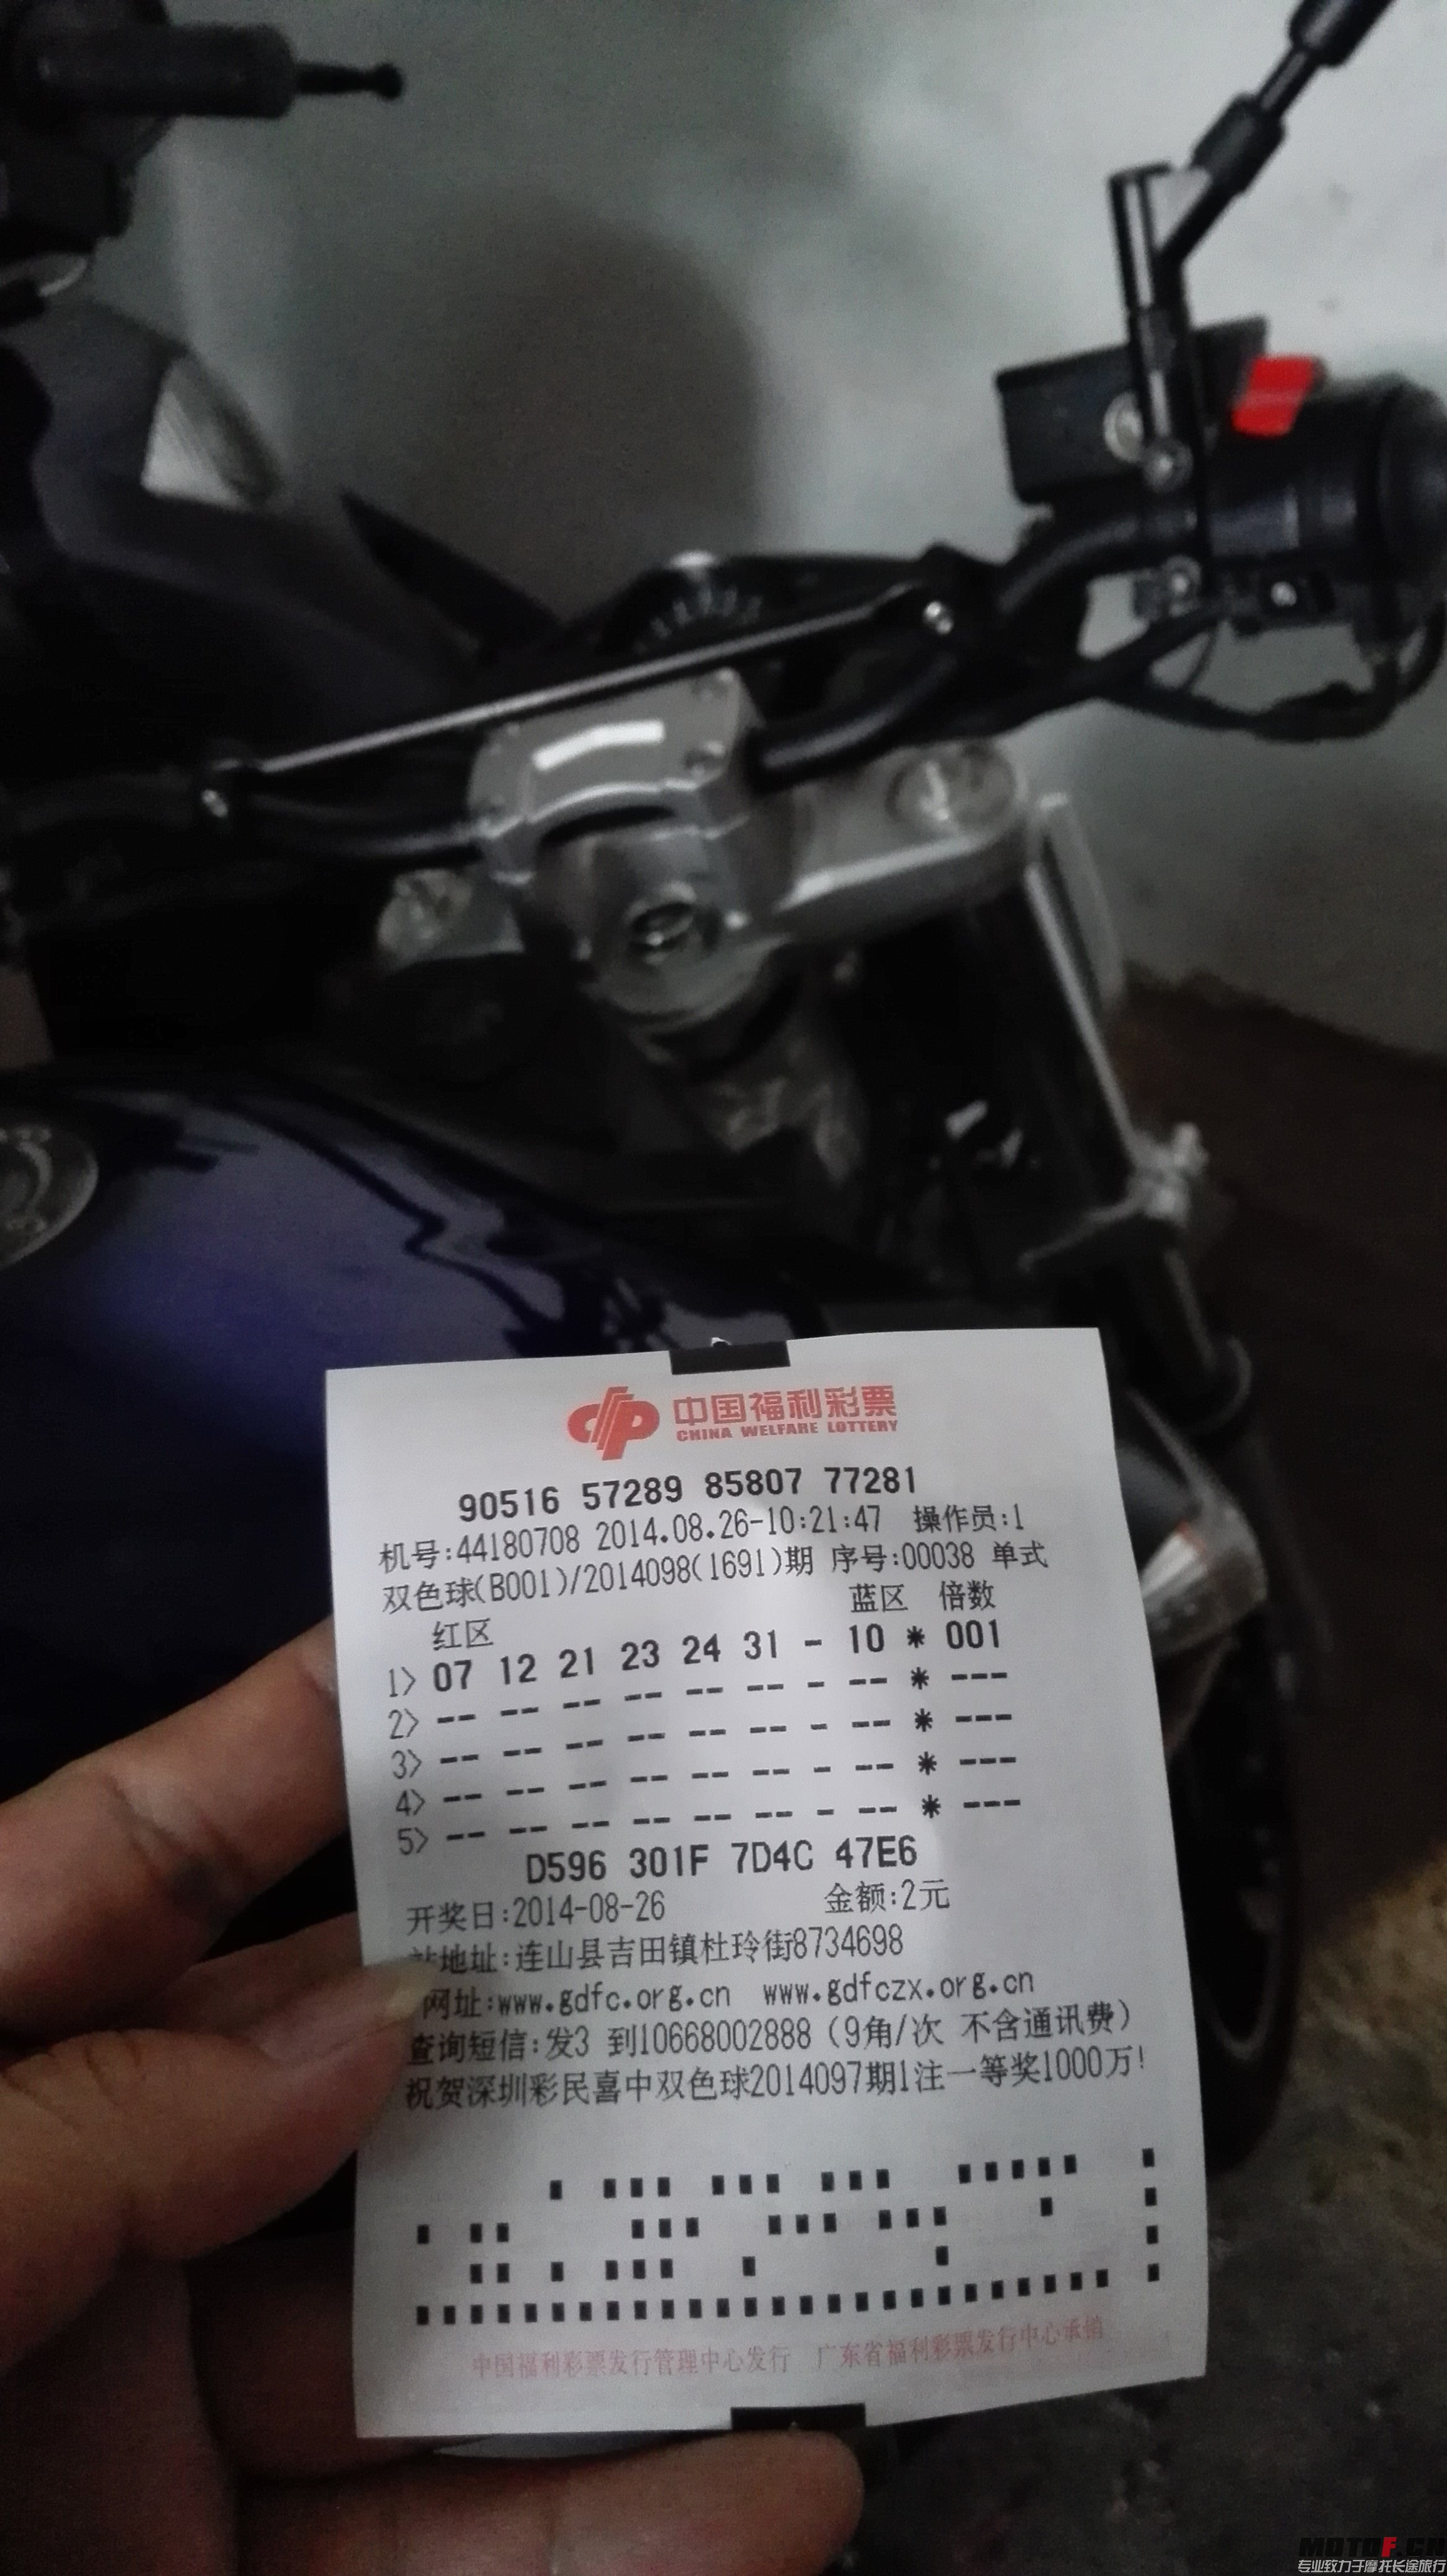 中国福利彩票
CHINA WELFARE LOTTERY
90516 57289 85807 77281
机号:44180708 2014.08.26-10:21:47 操作员:1
双色球(B001)/2014098(1691)期 序号:00038 单式
红区 蓝区 倍数
1> 07 12 21 23 24 31 - 10 * 001
2> -- -- -- -- -- -- - -- * ---
3> -- -- -- -- -- -- - -- * ---
4> -- -- -- -- -- -- - -- * ---
5> -- -- -- -- -- -- - -- * ---
D596 301F 7D4C 47E6
开奖日:2014-08-26 金额:2元
站地址:连山县吉田镇杜玲街8734698
网址:www.gdfc.org.cn www.gdfczx.org.cn
查询短信:发3 到10668002888（9角/次 不含通讯费）
祝贺深圳彩民喜中双色球2014097期1注一等奖1000万!
中国福利彩票发行管理中心发行 广东省福利彩票发行中心承销
MOTOF.CN
专业致力于摩托长途旅行